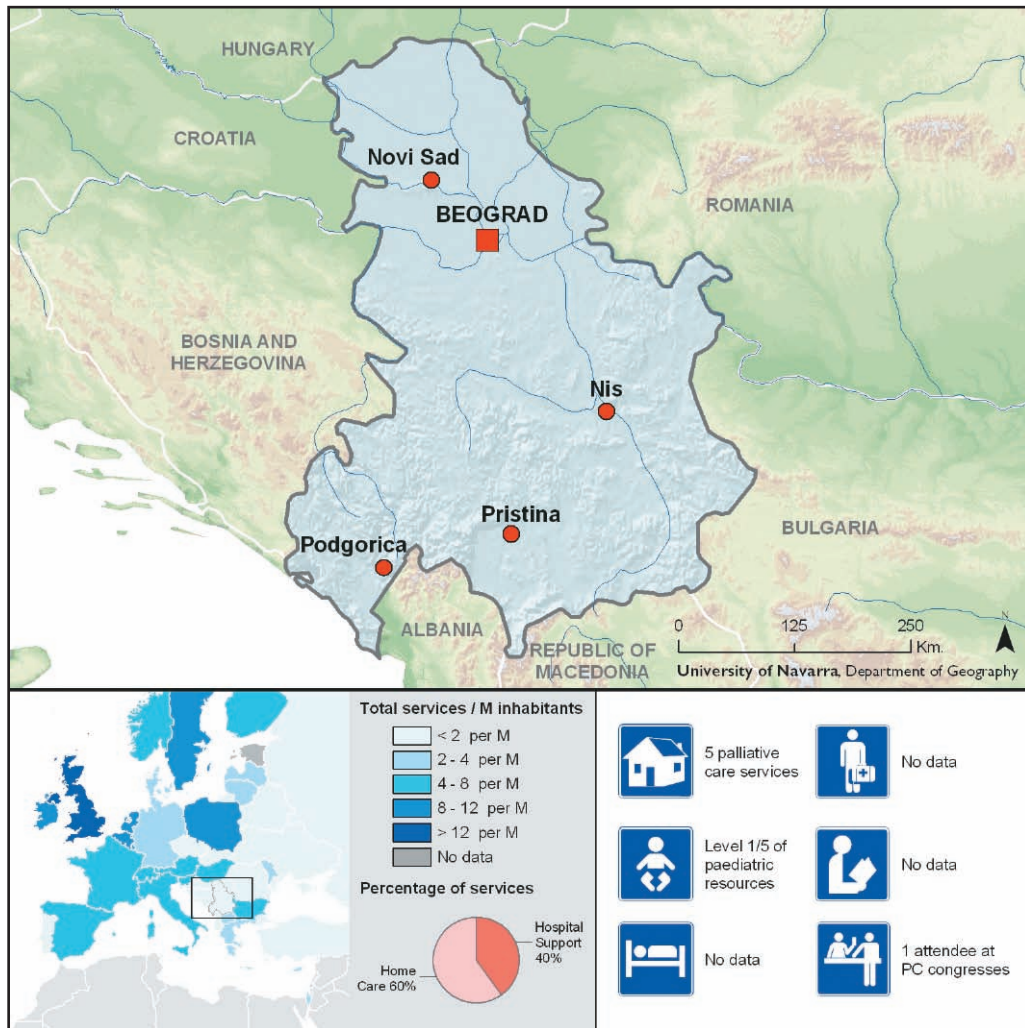 HUNGARY
CROATIA
Novi Sad
ROMANIA
BEOGRAD
BOSNIA AND
HERZEGOVINA
Nis
Pristina
BULGARIA
Podgorica
ALBANIA
REPUBLIC OF
MACEDONIA
N
0 125 250
Km.
University of Navarra, Department of Geography
Total services / M inhabitants
< 2 per M
2 - 4 per M
4 - 8 per M
8 - 12 per M
> 12 per M
No data
Percentage of services
Hospital
Support
40%
Home
Care 60%
5 palliative
care services
No data
Level 1/5 of
paediatric
resources
No data
No data
1 attendee at
PC congresses